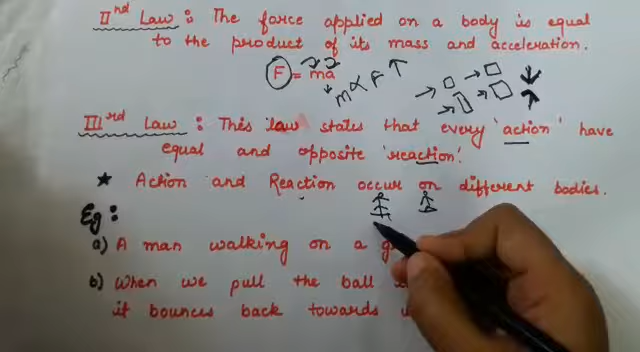 IInd Law : The force applied on a body is equal
to the product of its mass and acceleration.
F = ma
m ∝ F
IIIrd Law : This law states that every 'action' have
equal and opposite 'reaction'.
★ Action and Reaction occur on different bodies.
Eg :
a) A man walking on a
b) When we pull the ball
it bounces back towards